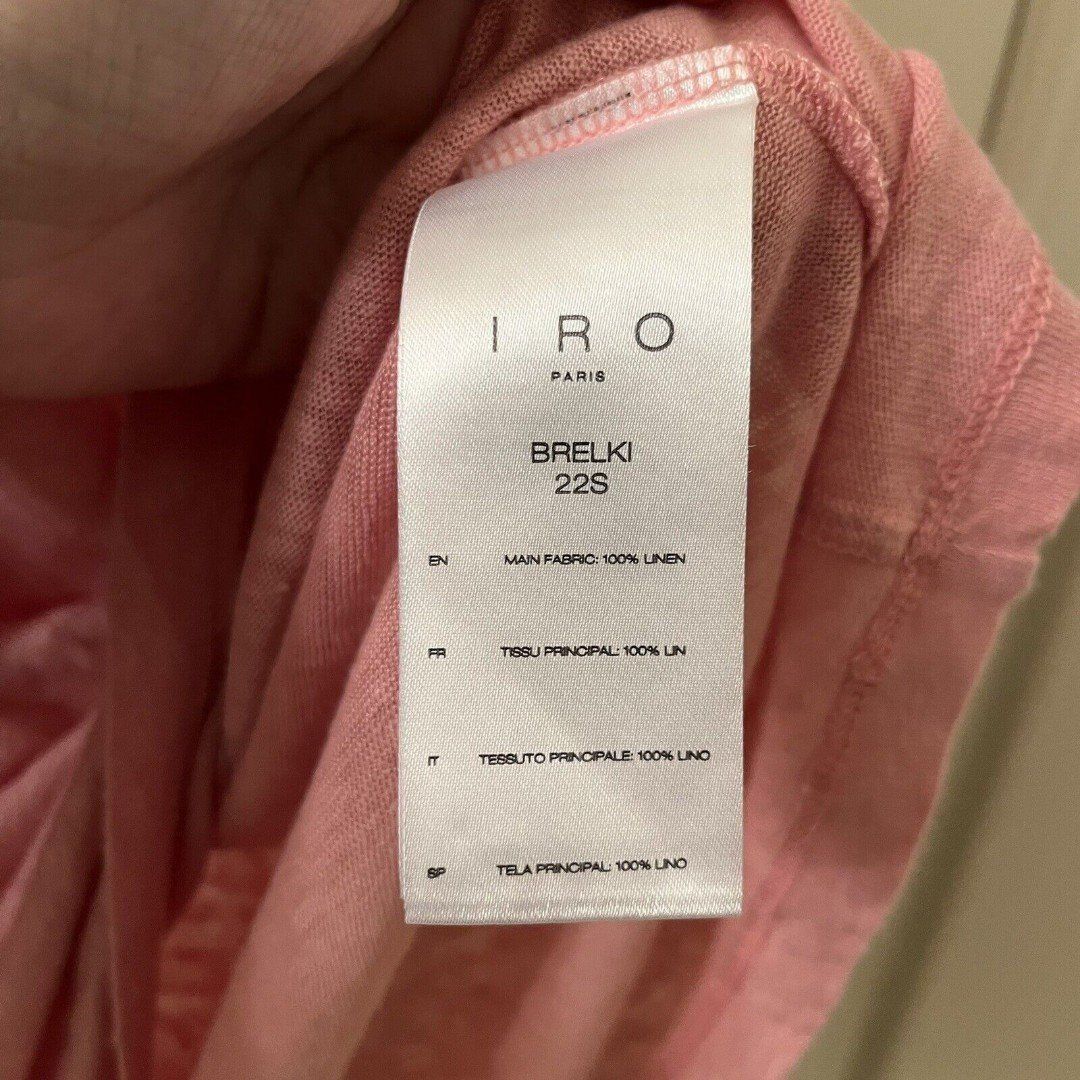 IRO
PARIS
BRELKI
22S
EN MAIN FABRIC: 100% LINEN
FR TISSU PRINCIPAL: 100% LIN
IT TESSUTO PRINCIPALE: 100% LINO
SP TELA PRINCIPAL: 100% LINO